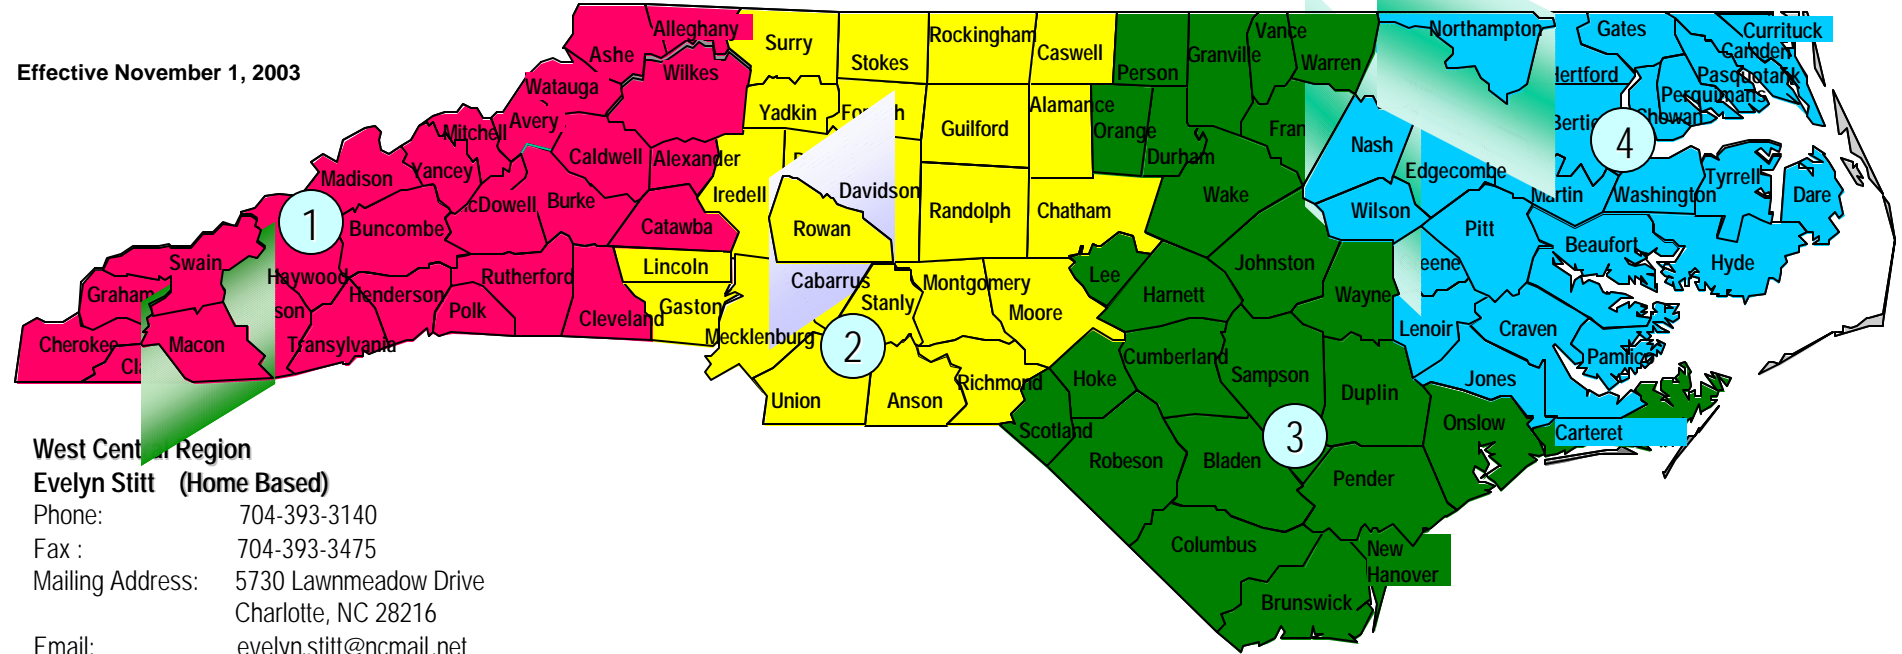 Effective November 1, 2003
Alleghany
Ashe
Wilkes
Watauga
Avery
Mitchell
Yancey
Caldwell
Alexander
Madison
Burke
Catawba
Buncombe
Swain
Haywood
Rutherford
Graham
Henderson
Polk
Cleveland
Cherokee
Macon
Transylvania
1
Surry
Stokes
Rockingham
Caswell
Yadkin
Guilford
Alamance
Iredell
Davidson
Randolph
Chatham
Rowan
Lincoln
Cabarrus
Gaston
Stanly
Montgomery
Moore
Mecklenburg
2
Union
Anson
Richmond
Person
Granville
Vance
Warren
Orange
Durham
Fran
Wake
Lee
Johnston
Harnett
Wayne
Cumberland
Hoke
Sampson
Duplin
Scotland
3
Onslow
Robeson
Bladen
Pender
Columbus
New
Hanover
Brunswick
Northampton
Gates
Currituck
Camden
Hertford
Pasquotank
Perquimans
Chowan
Bertie
4
Nash
Edgecombe
Martin
Washington
Tyrrell
Dare
Wilson
Pitt
Beaufort
Hyde
eene
Lenoir
Craven
Pamlico
Jones
Carteret
West Central Region
Evelyn Stitt (Home Based)
Phone: 704-393-3140
Fax : 704-393-3475
Mailing Address: 5730 Lawnmeadow Drive
Charlotte, NC 28216
Email: evelyn.stitt@ncmail.net